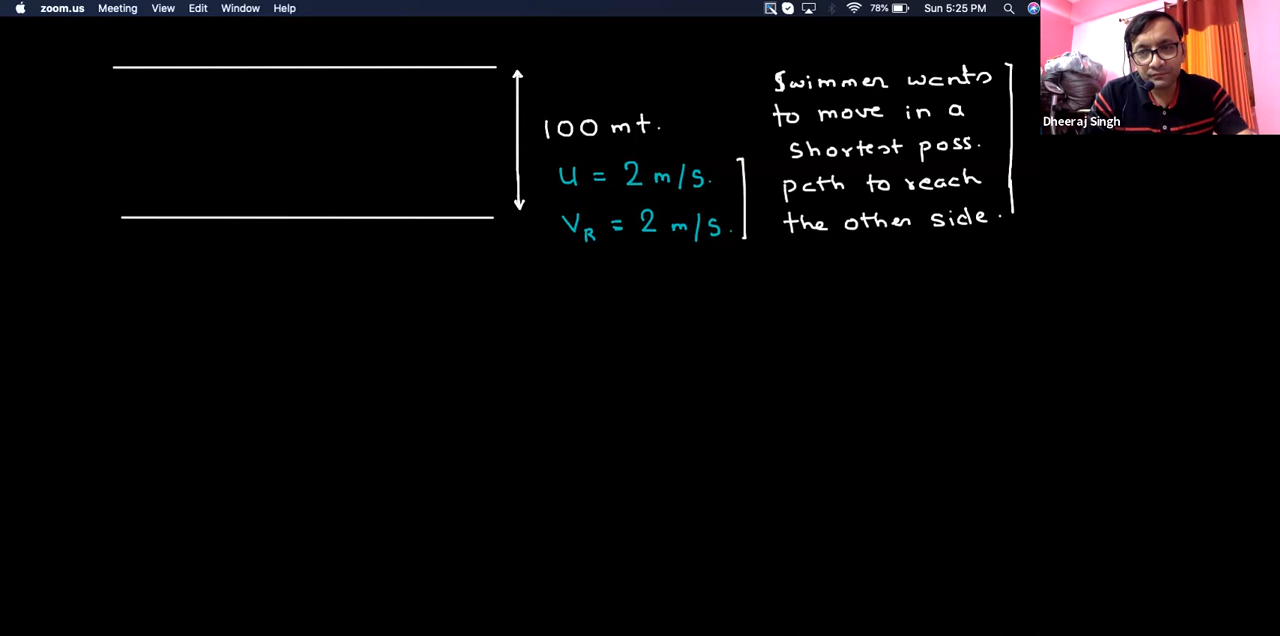 zoom.us Meeting View Edit Window Help 78% Sun 5:25 PM
100 mt.
u = 2 m/s.
VR = 2 m/s.
Swimmer wants
to move in a
shortest poss.
path to reach
the other side.
Dheeraj Singh